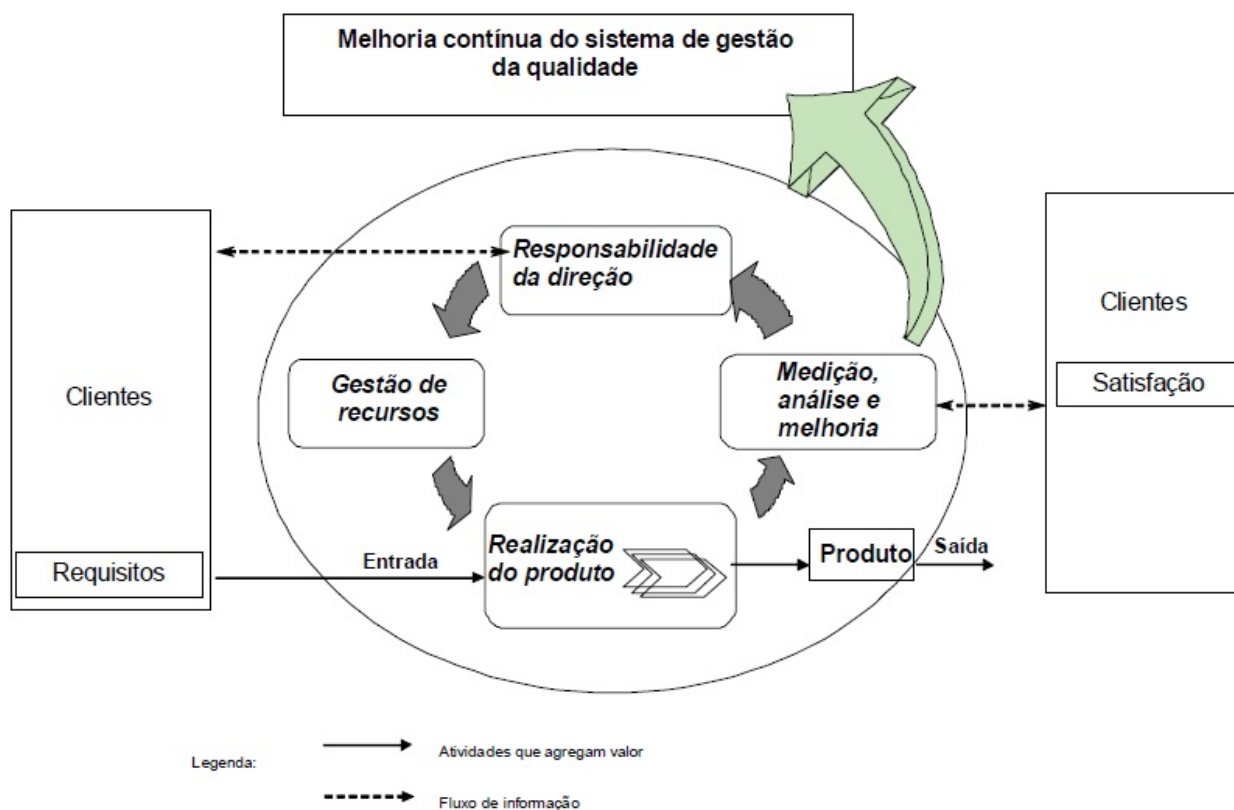 Melhoria contínua do sistema de gestão
da qualidade
Responsabilidade
da direção
Clientes
Gestão de
recursos
Medição,
análise e
melhoria
Clientes
Satisfação
Requisitos
Entrada
Realização
do produto
Produto
Saída
Legenda:
Atividades que agregam valor
Fluxo de informação